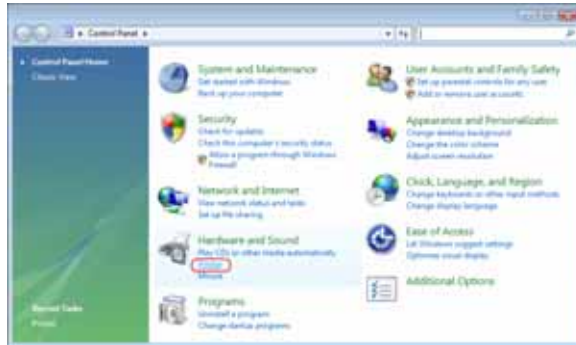 Control Panel
Control Panel Home
Classic View
System and Maintenance
Get started with Windows
Back up your computer
Security
Check for updates
Check this computer's security status
Allow a program through Windows
Firewall
Network and Internet
View network status and tasks
Set up file sharing
Hardware and Sound
Play CDs or other media automatically
Printer
Mouse
Programs
Uninstall a program
Change startup programs
User Accounts and Family Safety
Set up parental controls for any user
Add or remove user accounts
Appearance and Personalization
Change desktop background
Change the color scheme
Adjust screen resolution
Clock, Language, and Region
Change keyboards or other input methods
Change display language
Ease of Access
Let Windows suggest settings
Optimize visual display
Additional Options
Recent Tasks
Printer